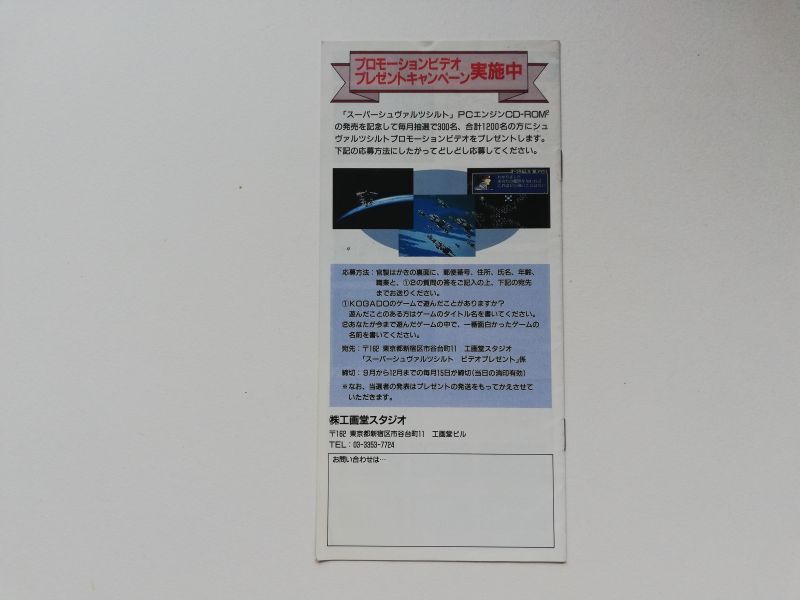 プロモーションビデオ
プレゼントキャンペーン実施中
「スーパーシュヴァルツシルト」PCエンジンCD-ROM²
の発売を記念して毎月抽選で300名、合計1200名の方にシュ
ヴァルツシルトプロモーションビデオをプレゼントします。
下記の応募方法にしたかってどしどし応募してください。
応募方法：官製はかきの裏面に、郵便番号、住所、氏名、年齢、
職業と、①②の質問の答をご記入の上、下記の宛先
までお送りください。
①KOGADOのゲームで遊んだことがありますか？
遊んだことのある方はゲームのタイトル名を書いてください。
②あなたが今まで遊んだゲームの中で、一番面白かったゲームの
名前を書いてください。
宛先：〒162 東京都新宿区市谷台町11 工画堂スタジオ
「スーパーシュヴァルツシルト ビデオプレゼント」係
締切：9月から12月までの毎月15日が締切(当日の消印有効)
※なお、当選者の発表はプレゼントの発送をもってかえさせて
いただきます。
㈱工画堂スタジオ
〒162 東京都新宿区市谷台町11 工画堂ビル
TEL：03-3353-7724
お問い合わせは…